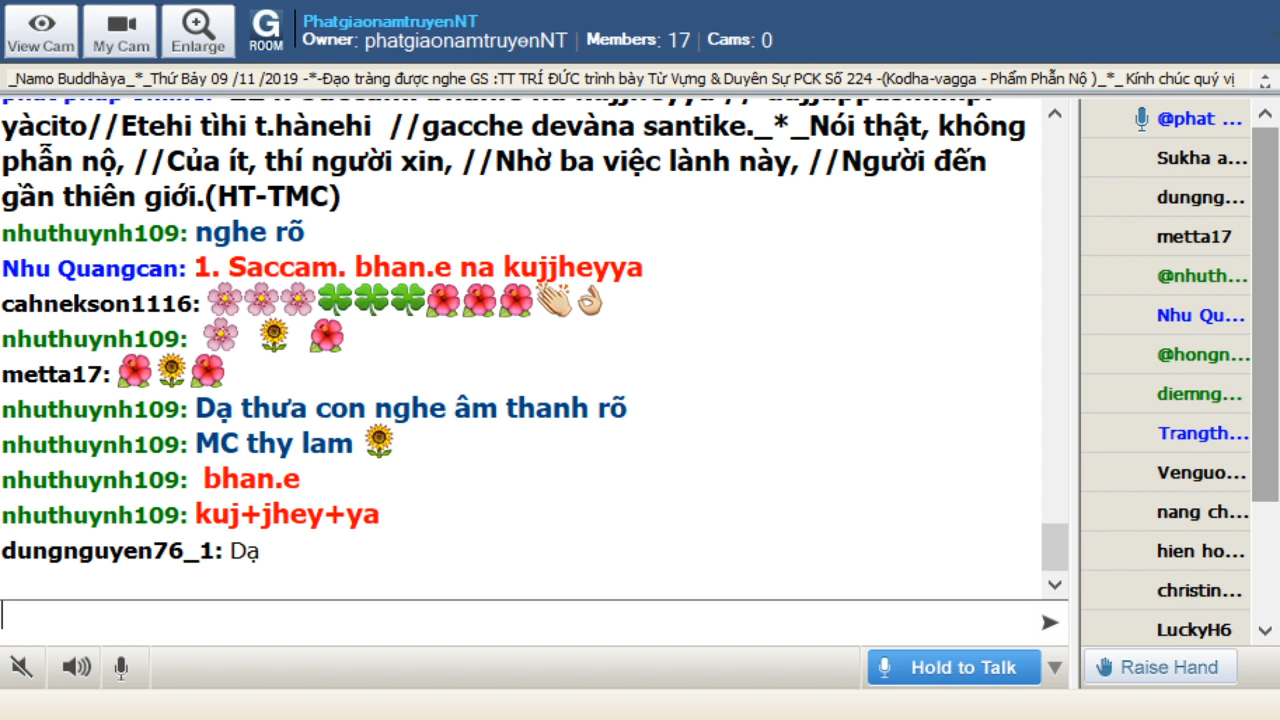 View Cam
My Cam
Enlarge
G
ROOM
PhatgiaonamtruyenNT
Owner: phatgiaonamtruyenNT | Members: 17 | Cams: 0
_Namo Buddhàya_*_Thứ Bảy 09 /11 /2019 -*-Đạo tràng được nghe GS :TT TRÍ ĐỨC trình bày Từ Vựng & Duyên Sự PCK Số 224 -(Kodha-vagga - Phẩm Phẫn Nộ )_*_ Kính chúc quý vị
yàcito//Etehi tìhi t.hànehi //gacche devàna santike._*_Nói thật, không
phẫn nộ, //Của ít, thí người xin, //Nhờ ba việc lành này, //Người đến
gần thiên giới.(HT-TMC)
nhuthuynh109: nghe rõ
Nhu Quangcan: 1. Saccam. bhan.e na kujjheyya
cahnekson1116: 🌸🌸🌸🍀🍀🍀🌺🌺🌺👏👌
nhuthuynh109: 🌸 🌻 🌺
metta17: 🌺🌻🌺
nhuthuynh109: Dạ thưa con nghe âm thanh rõ
nhuthuynh109: MC thy lam 🌻
nhuthuynh109: bhan.e
nhuthuynh109: kuj+jhey+ya
dungnguyen76_1: Dạ
@phat ...
Sukha a...
dungng...
metta17
@nhuth...
Nhu Qu...
@hongn...
diemng...
Trangth...
Venguo...
nang ch...
hien ho...
christin...
LuckyH6
Hold to Talk
Raise Hand